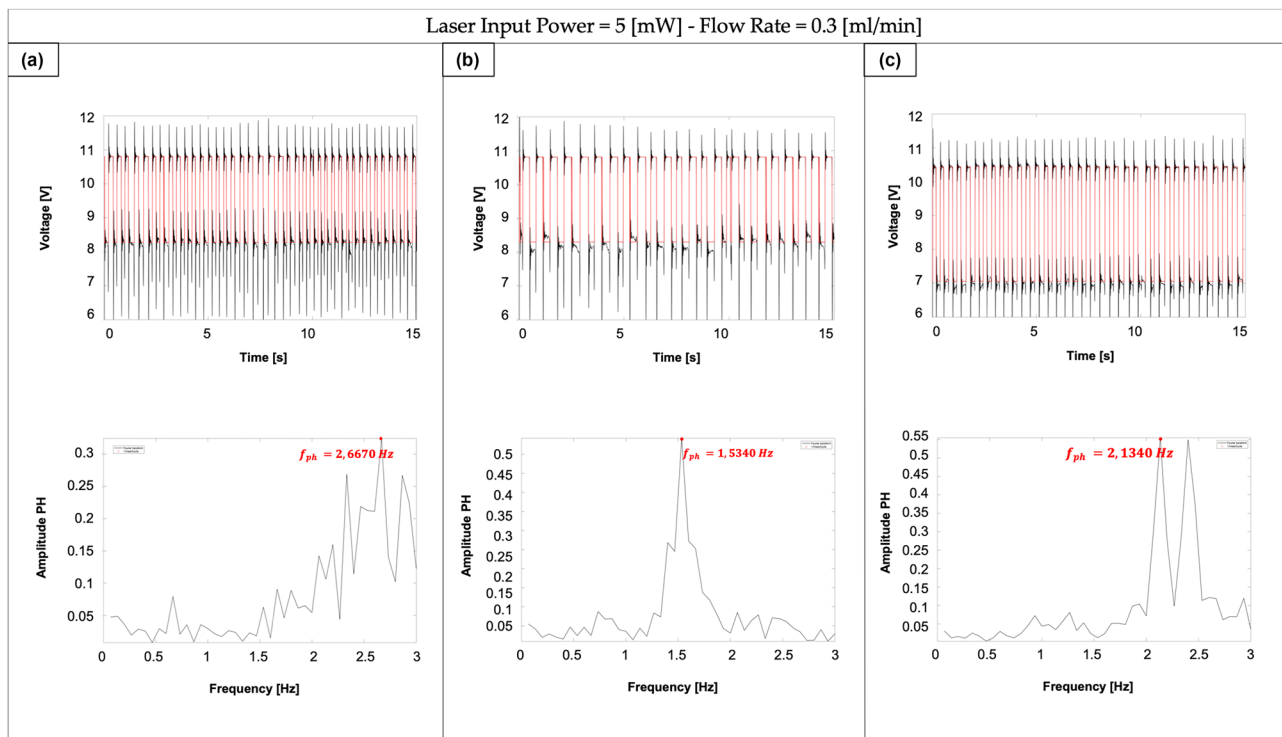 Laser Input Power = 5 [mW] - Flow Rate = 0.3 [ml/min]
(a)
12
11
10
9
8
7
6
Voltage [V]
0 5 10 15
Time [s]
0.3
0.25
0.2
0.15
0.1
0.05
Amplitude PH
f_ph = 2,6670 Hz
0 0.5 1 1.5 2 2.5 3
Frequency [Hz]
(b)
12
11
10
9
8
7
6
Voltage [V]
0 5 10 15
Time [s]
0.5
0.45
0.4
0.35
0.3
0.25
0.2
0.15
0.1
0.05
Amplitude PH
f_ph = 1,5340 Hz
0 0.5 1 1.5 2 2.5 3
Frequency [Hz]
(c)
12
11
10
9
8
7
6
Voltage [V]
0 5 10 15
Time [s]
0.55
0.5
0.45
0.4
0.35
0.3
0.25
0.2
0.15
0.1
0.05
Amplitude PH
f_ph = 2,1340 Hz
0 0.5 1 1.5 2 2.5 3
Frequency [Hz]